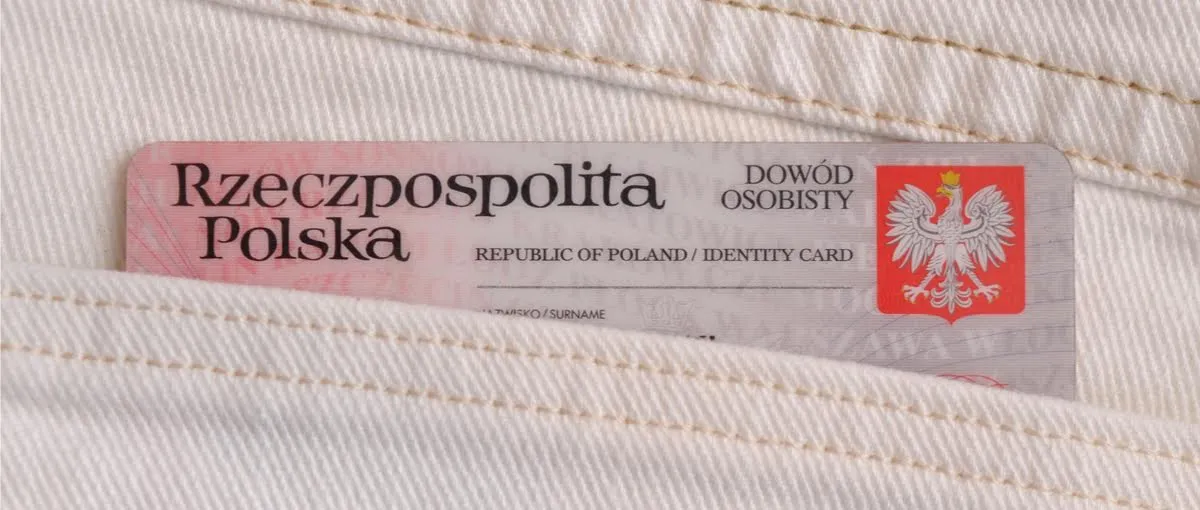 Rzeczpospolita
Polska
DOWÓD
OSOBISTY
REPUBLIC OF POLAND / IDENTITY CARD
NAZWISKO / SURNAME